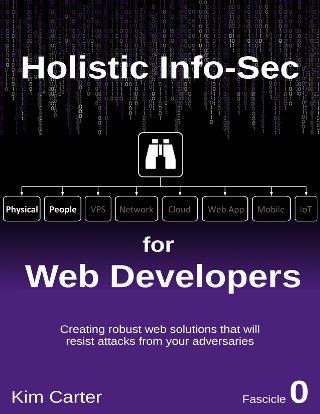 Holistic Info-Sec
Physical People VPS Network Cloud Web App Mobile IoT
for
Web Developers
Creating robust web solutions that will
resist attacks from your adversaries
Kim Carter
Fascicle 0